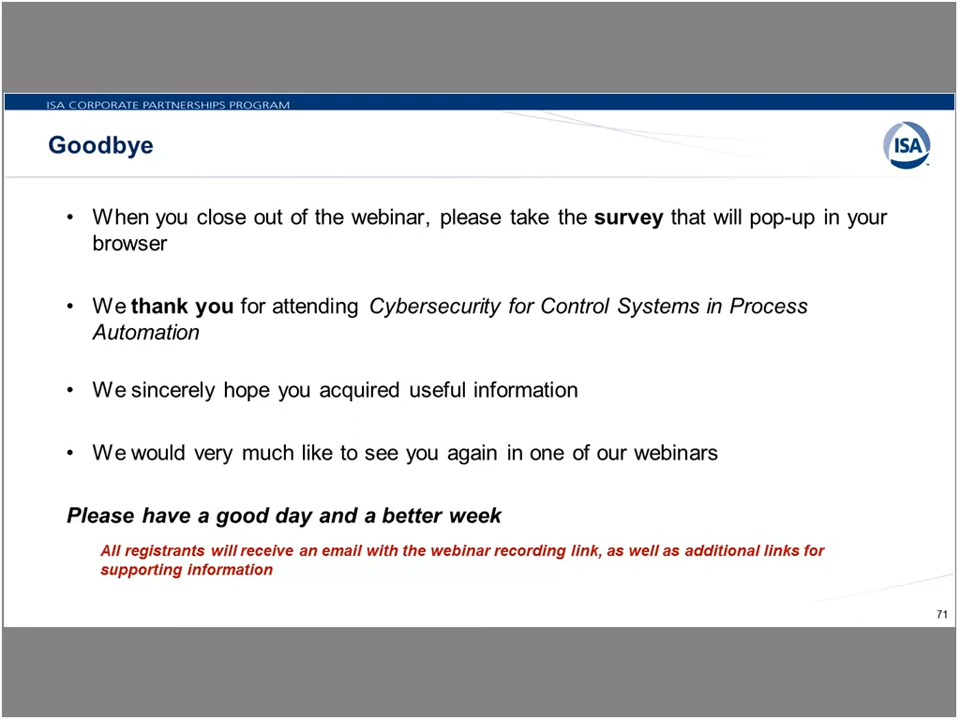 ISA CORPORATE PARTNERSHIPS PROGRAM
Goodbye
ISA
• When you close out of the webinar, please take the survey that will pop-up in your
browser
• We thank you for attending Cybersecurity for Control Systems in Process
Automation
• We sincerely hope you acquired useful information
• We would very much like to see you again in one of our webinars
Please have a good day and a better week
All registrants will receive an email with the webinar recording link, as well as additional links for
supporting information
71